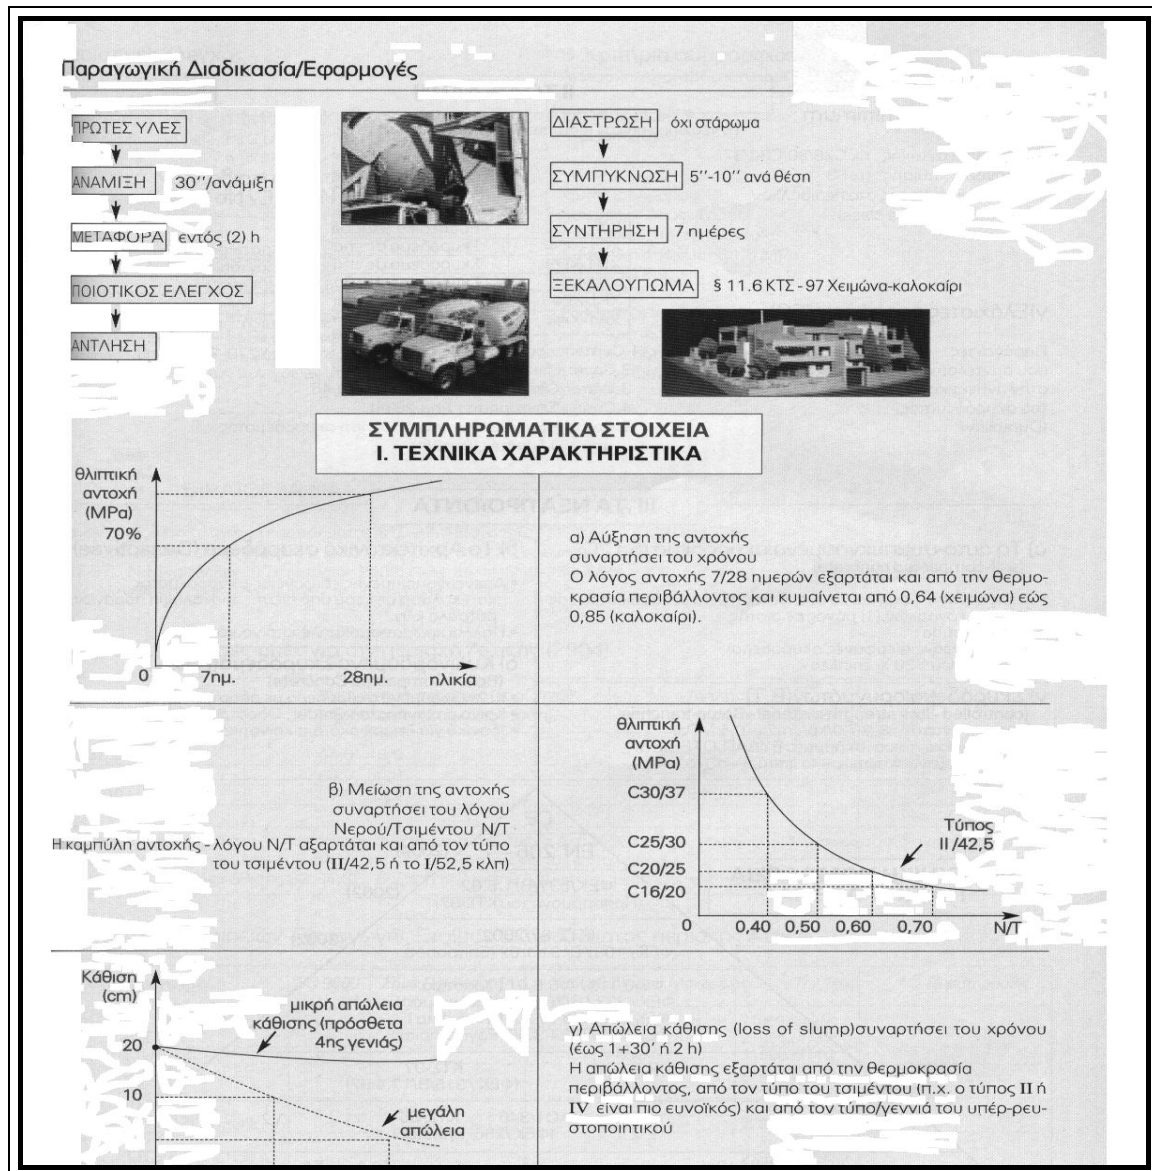 Παραγωγική Διαδικασία/Εφαρμογές
ΠΡΩΤΕΣ ΥΛΕΣ
ΑΝΑΜΙΞΗ 30''/ανάμιξη
ΜΕΤΑΦΟΡΑ εντός (2) h
ΠΟΙΟΤΙΚΟΣ ΕΛΕΓΧΟΣ
ΑΝΤΛΗΣΗ
ΔΙΑΣΤΡΩΣΗ όχι στάρωμα
ΣΥΜΠΥΚΝΩΣΗ 5''-10'' ανά θέση
ΣΥΝΤΗΡΗΣΗ 7 ημέρες
ΞΕΚΑΛΟΥΠΩΜΑ § 11.6 ΚΤΣ - 97 Χειμώνα-καλοκαίρι
ΣΥΜΠΛΗΡΩΜΑΤΙΚΑ ΣΤΟΙΧΕΙΑ
Ι. ΤΕΧΝΙΚΑ ΧΑΡΑΚΤΗΡΙΣΤΙΚΑ
θλιπτική
αντοχή
(MPa)
70%
0 7ημ. 28ημ. ηλικία
α) Αύξηση της αντοχής
συναρτήσει του χρόνου
Ο λόγος αντοχής 7/28 ημερών εξαρτάται και από την θερμο-
κρασία περιβάλλοντος και κυμαίνεται από 0,64 (χειμώνα) εώς
0,85 (καλοκαίρι).
β) Μείωση της αντοχής
συναρτήσει του λόγου
Νερού/Τσιμέντου Ν/Τ
Η καμπύλη αντοχής - λόγου Ν/Τ αξαρτάται και από τον τύπο
του τσιμέντου (II/42,5 ή το I/52,5 κλπ)
θλιπτική
αντοχή
(MPa)
C30/37
C25/30
C20/25
C16/20
Τύπος
II/42,5
0 0,40 0,50 0,60 0,70 Ν/Τ
Κάθιση
(cm)
20
10
μικρή απώλεια
κάθισης (πρόσθετα
4ης γενιάς)
μεγάλη
απώλεια
γ) Απώλεια κάθισης (loss of slump)συναρτήσει του χρόνου
(έως 1+30' ή 2 h)
Η απώλεια κάθισης εξαρτάται από την θερμοκρασία
περιβάλλοντος, από τον τύπο του τσιμέντου (π.χ. ο τύπος II ή
IV είναι πιο ευνοϊκός) και από τον τύπο/γεννιά του υπέρ-ρευ-
στοποιητικού